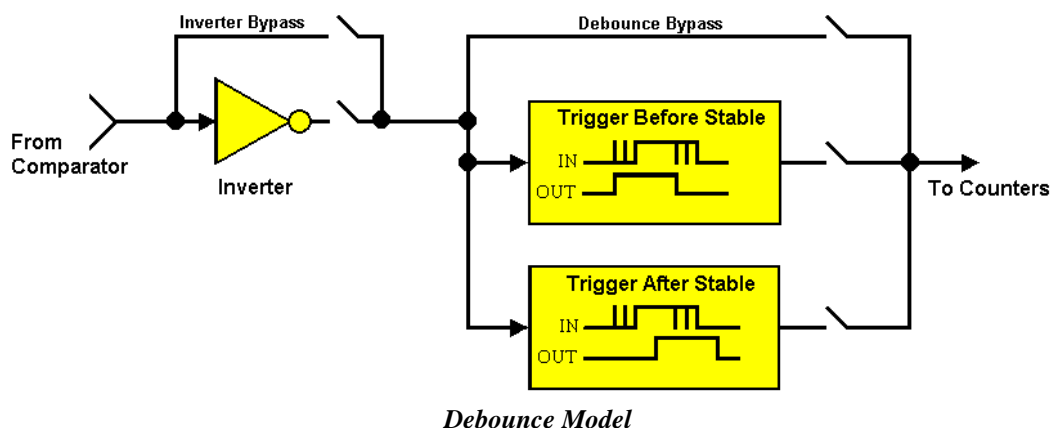 Inverter Bypass
Debounce Bypass
From
Comparator
Inverter
Trigger Before Stable
IN
OUT
To Counters
Trigger After Stable
IN
OUT
Debounce Model